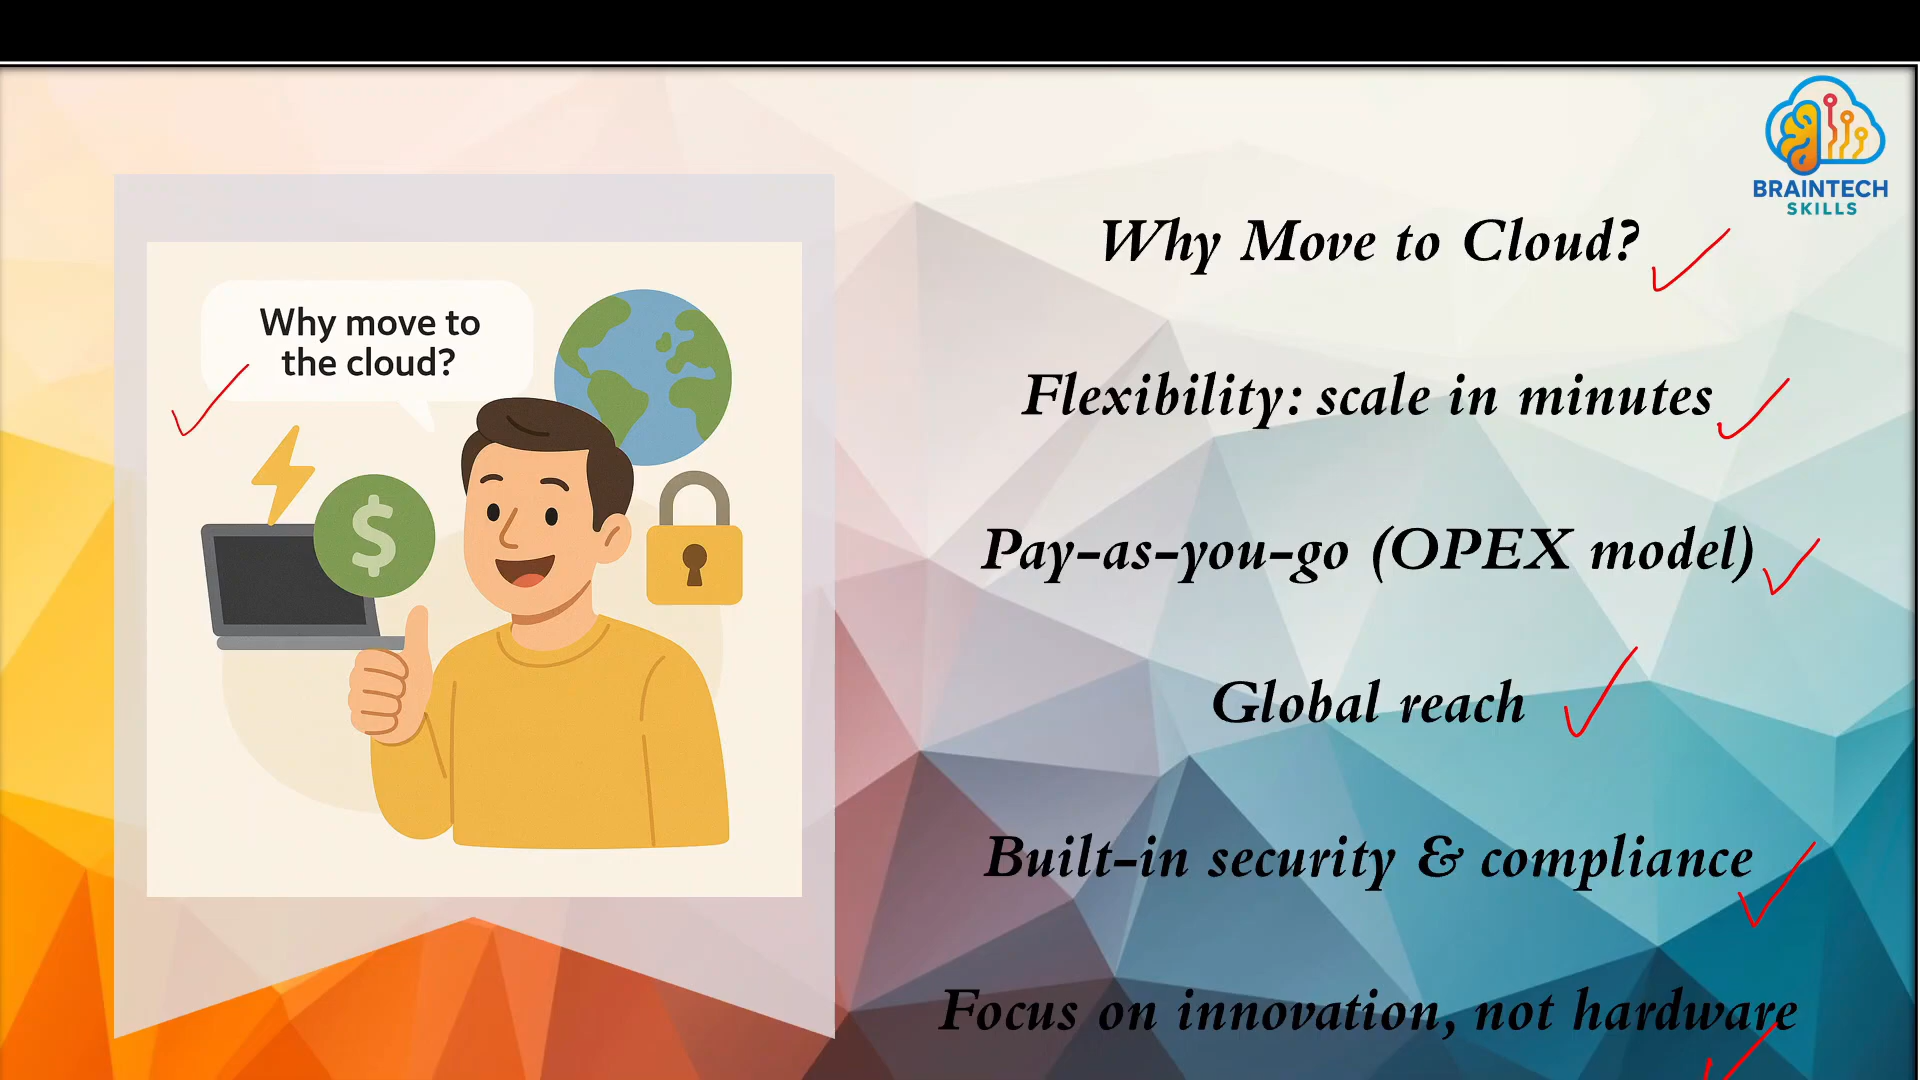 BRAINTECH
SKILLS
Why move to
the cloud?
$
Why Move to Cloud?
Flexibility: scale in minutes
Pay-as-you-go (OPEX model)
Global reach
Built-in security & compliance
Focus on innovation, not hardware